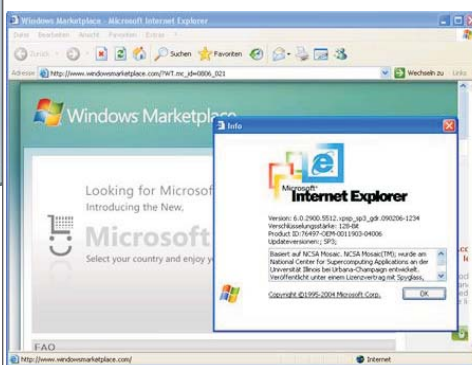 Windows Marketplace - Microsoft Internet Explorer
Datei Bearbeiten Ansicht Favoriten Extras ?
Zurück Suchen Favoriten
Adresse http://www.windowsmarketplace.com/?WT.mc_id=0806_021 Wechseln zu Links
Windows Marketplace
Looking for Microsof
Introducing the New,
Microsoft
Select your country and enjoy y
FAQ
Info
Microsoft
Internet Explorer
Version: 6.0.2900.5512.xpsp_sp3_gdr.090206-1234
Verschlüsselungsstärke: 128-Bit
Product ID:76497-OEM-0011903-04006
Updateversionen:; SP3;
Basiert auf NCSA Mosaic. NCSA Mosaic(TM); wurde am
National Center for Supercomputing Applications an der
Universität Illinois bei Urbana-Champaign entwickelt.
Veröffentlicht unter einem Lizenzvertrag mit Spyglass,
Copyright ©1995-2004 Microsoft Corp.
OK
http://www.windowsmarketplace.com/
Internet